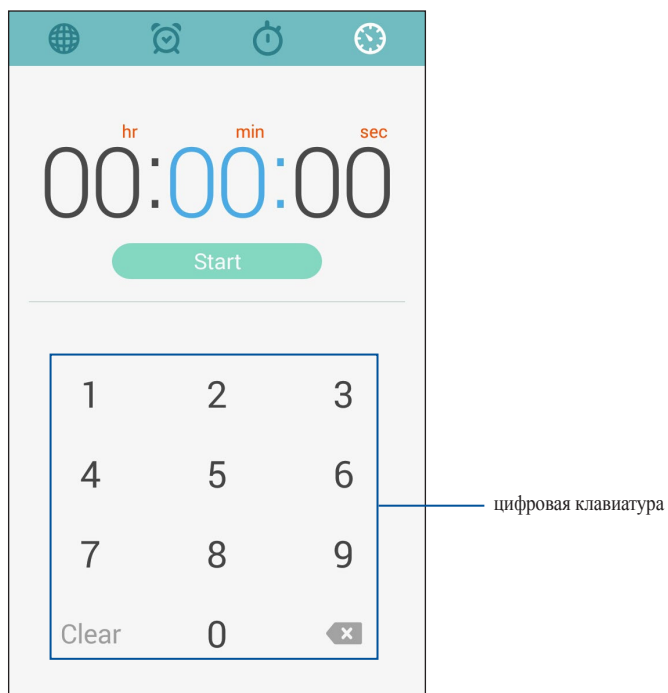 hr min sec
00:00:00
Start
1 2 3
4 5 6
цифровая клавиатура
7 8 9
Clear 0